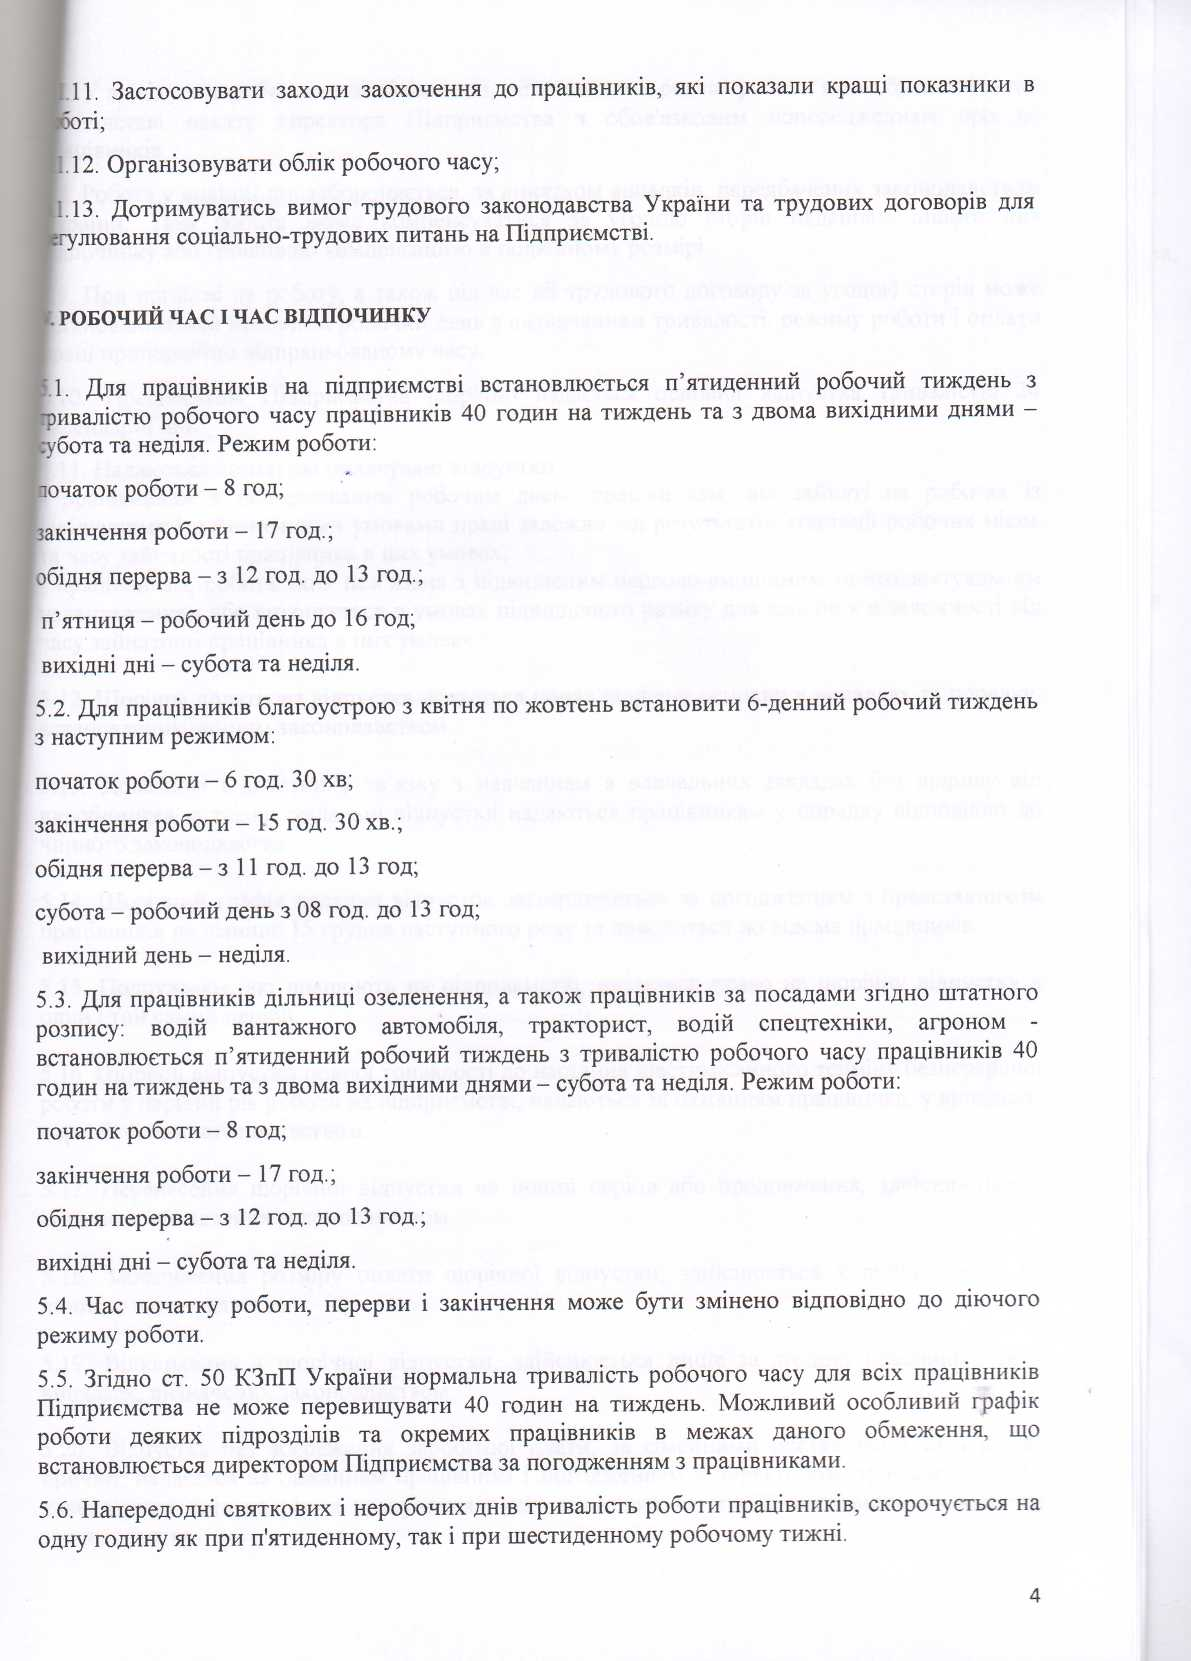 .11. Застосовувати заходи заохочення до працівників, які показали кращі показники в
боті;
1.12. Організовувати облік робочого часу;
1.13. Дотримуватись вимог трудового законодавства України та трудових договорів для
егулювання соціально-трудових питань на Підприємстві.
. РОБОЧИЙ ЧАС І ЧАС ВІДПОЧИНКУ
5.1. Для працівників на підприємстві встановлюється п’ятиденний робочий тиждень з
тривалістю робочого часу працівників 40 годин на тиждень та з двома вихідними днями –
субота та неділя. Режим роботи:
початок роботи – 8 год;
закінчення роботи – 17 год.;
обідня перерва – з 12 год. до 13 год.;
п’ятниця – робочий день до 16 год;
вихідні дні – субота та неділя.
5.2. Для працівників благоустрою з квітня по жовтень встановити 6-денний робочий тиждень
з наступним режимом:
початок роботи – 6 год. 30 хв;
закінчення роботи – 15 год. 30 хв.;
обідня перерва – з 11 год. до 13 год;
субота – робочий день з 08 год. до 13 год;
вихідний день – неділя.
5.3. Для працівників дільниці озеленення, а також працівників за посадами згідно штатного
розпису: водій вантажного автомобіля, тракторист, водій спецтехніки, агроном -
встановлюється п’ятиденний робочий тиждень з тривалістю робочого часу працівників 40
годин на тиждень та з двома вихідними днями – субота та неділя. Режим роботи:
початок роботи – 8 год;
закінчення роботи – 17 год.;
обідня перерва – з 12 год. до 13 год.;
вихідні дні – субота та неділя.
5.4. Час початку роботи, перерви і закінчення може бути змінено відповідно до діючого
режиму роботи.
5.5. Згідно ст. 50 КЗпП України нормальна тривалість робочого часу для всіх працівників
Підприємства не може перевищувати 40 годин на тиждень. Можливий особливий графік
роботи деяких підрозділів та окремих працівників в межах даного обмеження, що
встановлюється директором Підприємства за погодженням з працівниками.
5.6. Напередодні святкових і неробочих днів тривалість роботи працівників, скорочується на
одну годину як при п'ятиденному, так і при шестиденному робочому тижні.
4